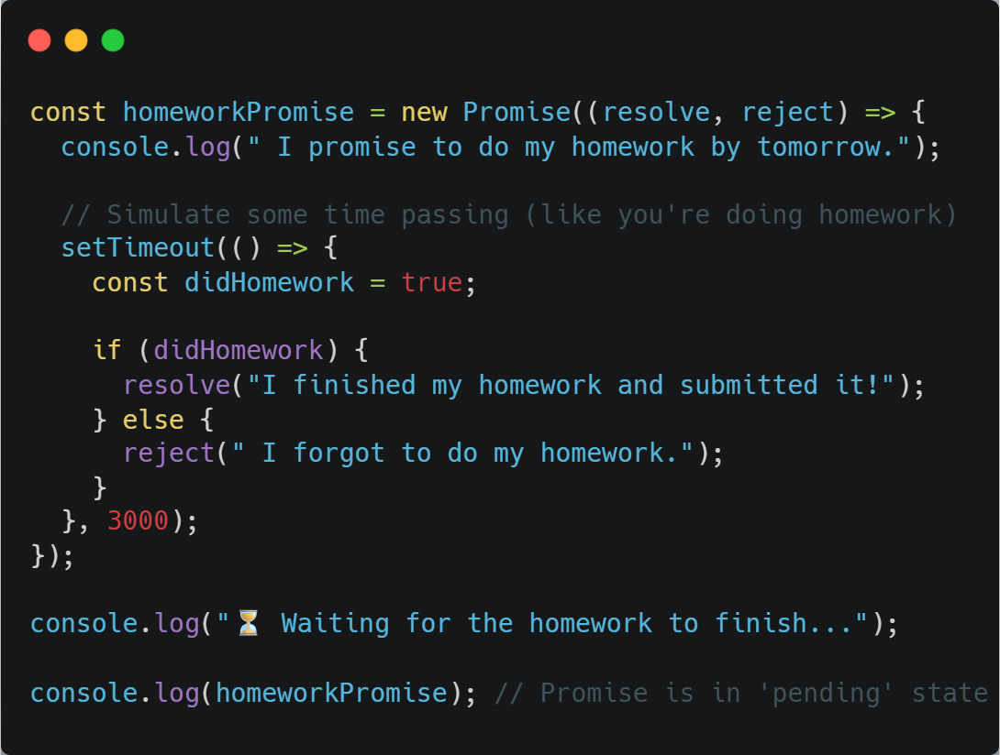 const homeworkPromise = new Promise((resolve, reject) => {
  console.log(" I promise to do my homework by tomorrow.");
  // Simulate some time passing (like you're doing homework)
  setTimeout(() => {
    const didHomework = true;
    if (didHomework) {
      resolve("I finished my homework and submitted it!");
    } else {
      reject(" I forgot to do my homework.");
    }
  }, 3000);
});
console.log("⏳ Waiting for the homework to finish...");
console.log(homeworkPromise); // Promise is in 'pending' state